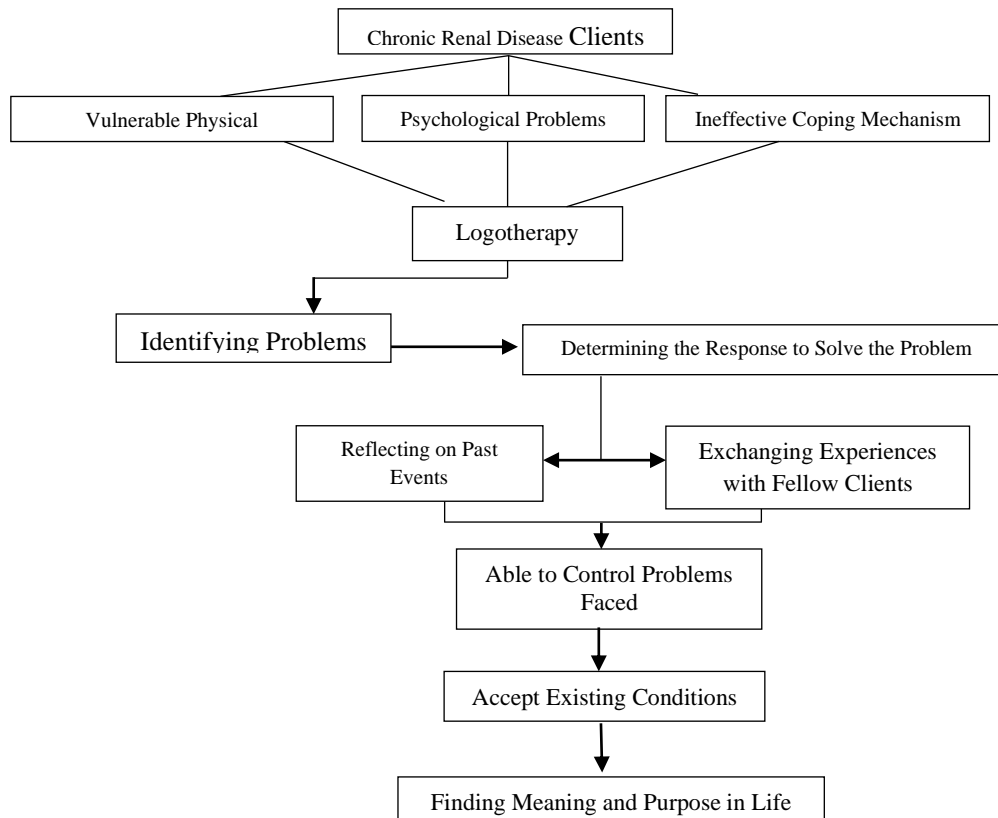 Chronic Renal Disease Clients
Vulnerable Physical
Psychological Problems
Ineffective Coping Mechanism
Logotherapy
Identifying Problems
Determining the Response to Solve the Problem
Reflecting on Past
Events
Exchanging Experiences
with Fellow Clients
Able to Control Problems
Faced
Accept Existing Conditions
Finding Meaning and Purpose in Life